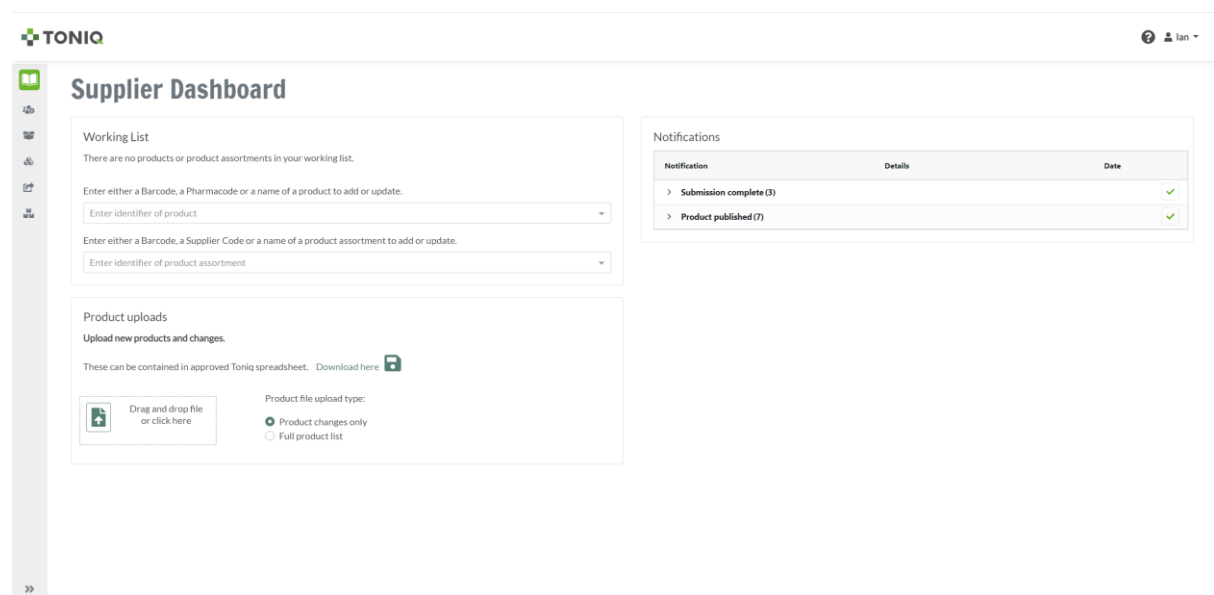 TONIQ
Ian
Supplier Dashboard
Working List
There are no products or product assortments in your working list.
Enter either a Barcode, a Pharmacode or a name of a product to add or update.
Enter identifier of product
Enter either a Barcode, a Supplier Code or a name of a product assortment to add or update.
Enter identifier of product assortment
Product uploads
Upload new products and changes.
These can be contained in approved Toniq spreadsheet. Download here
Drag and drop file
or click here
Product file upload type:
Product changes only
Full product list
Notifications
Notification Details Date
Submission complete (3)
Product published (7)